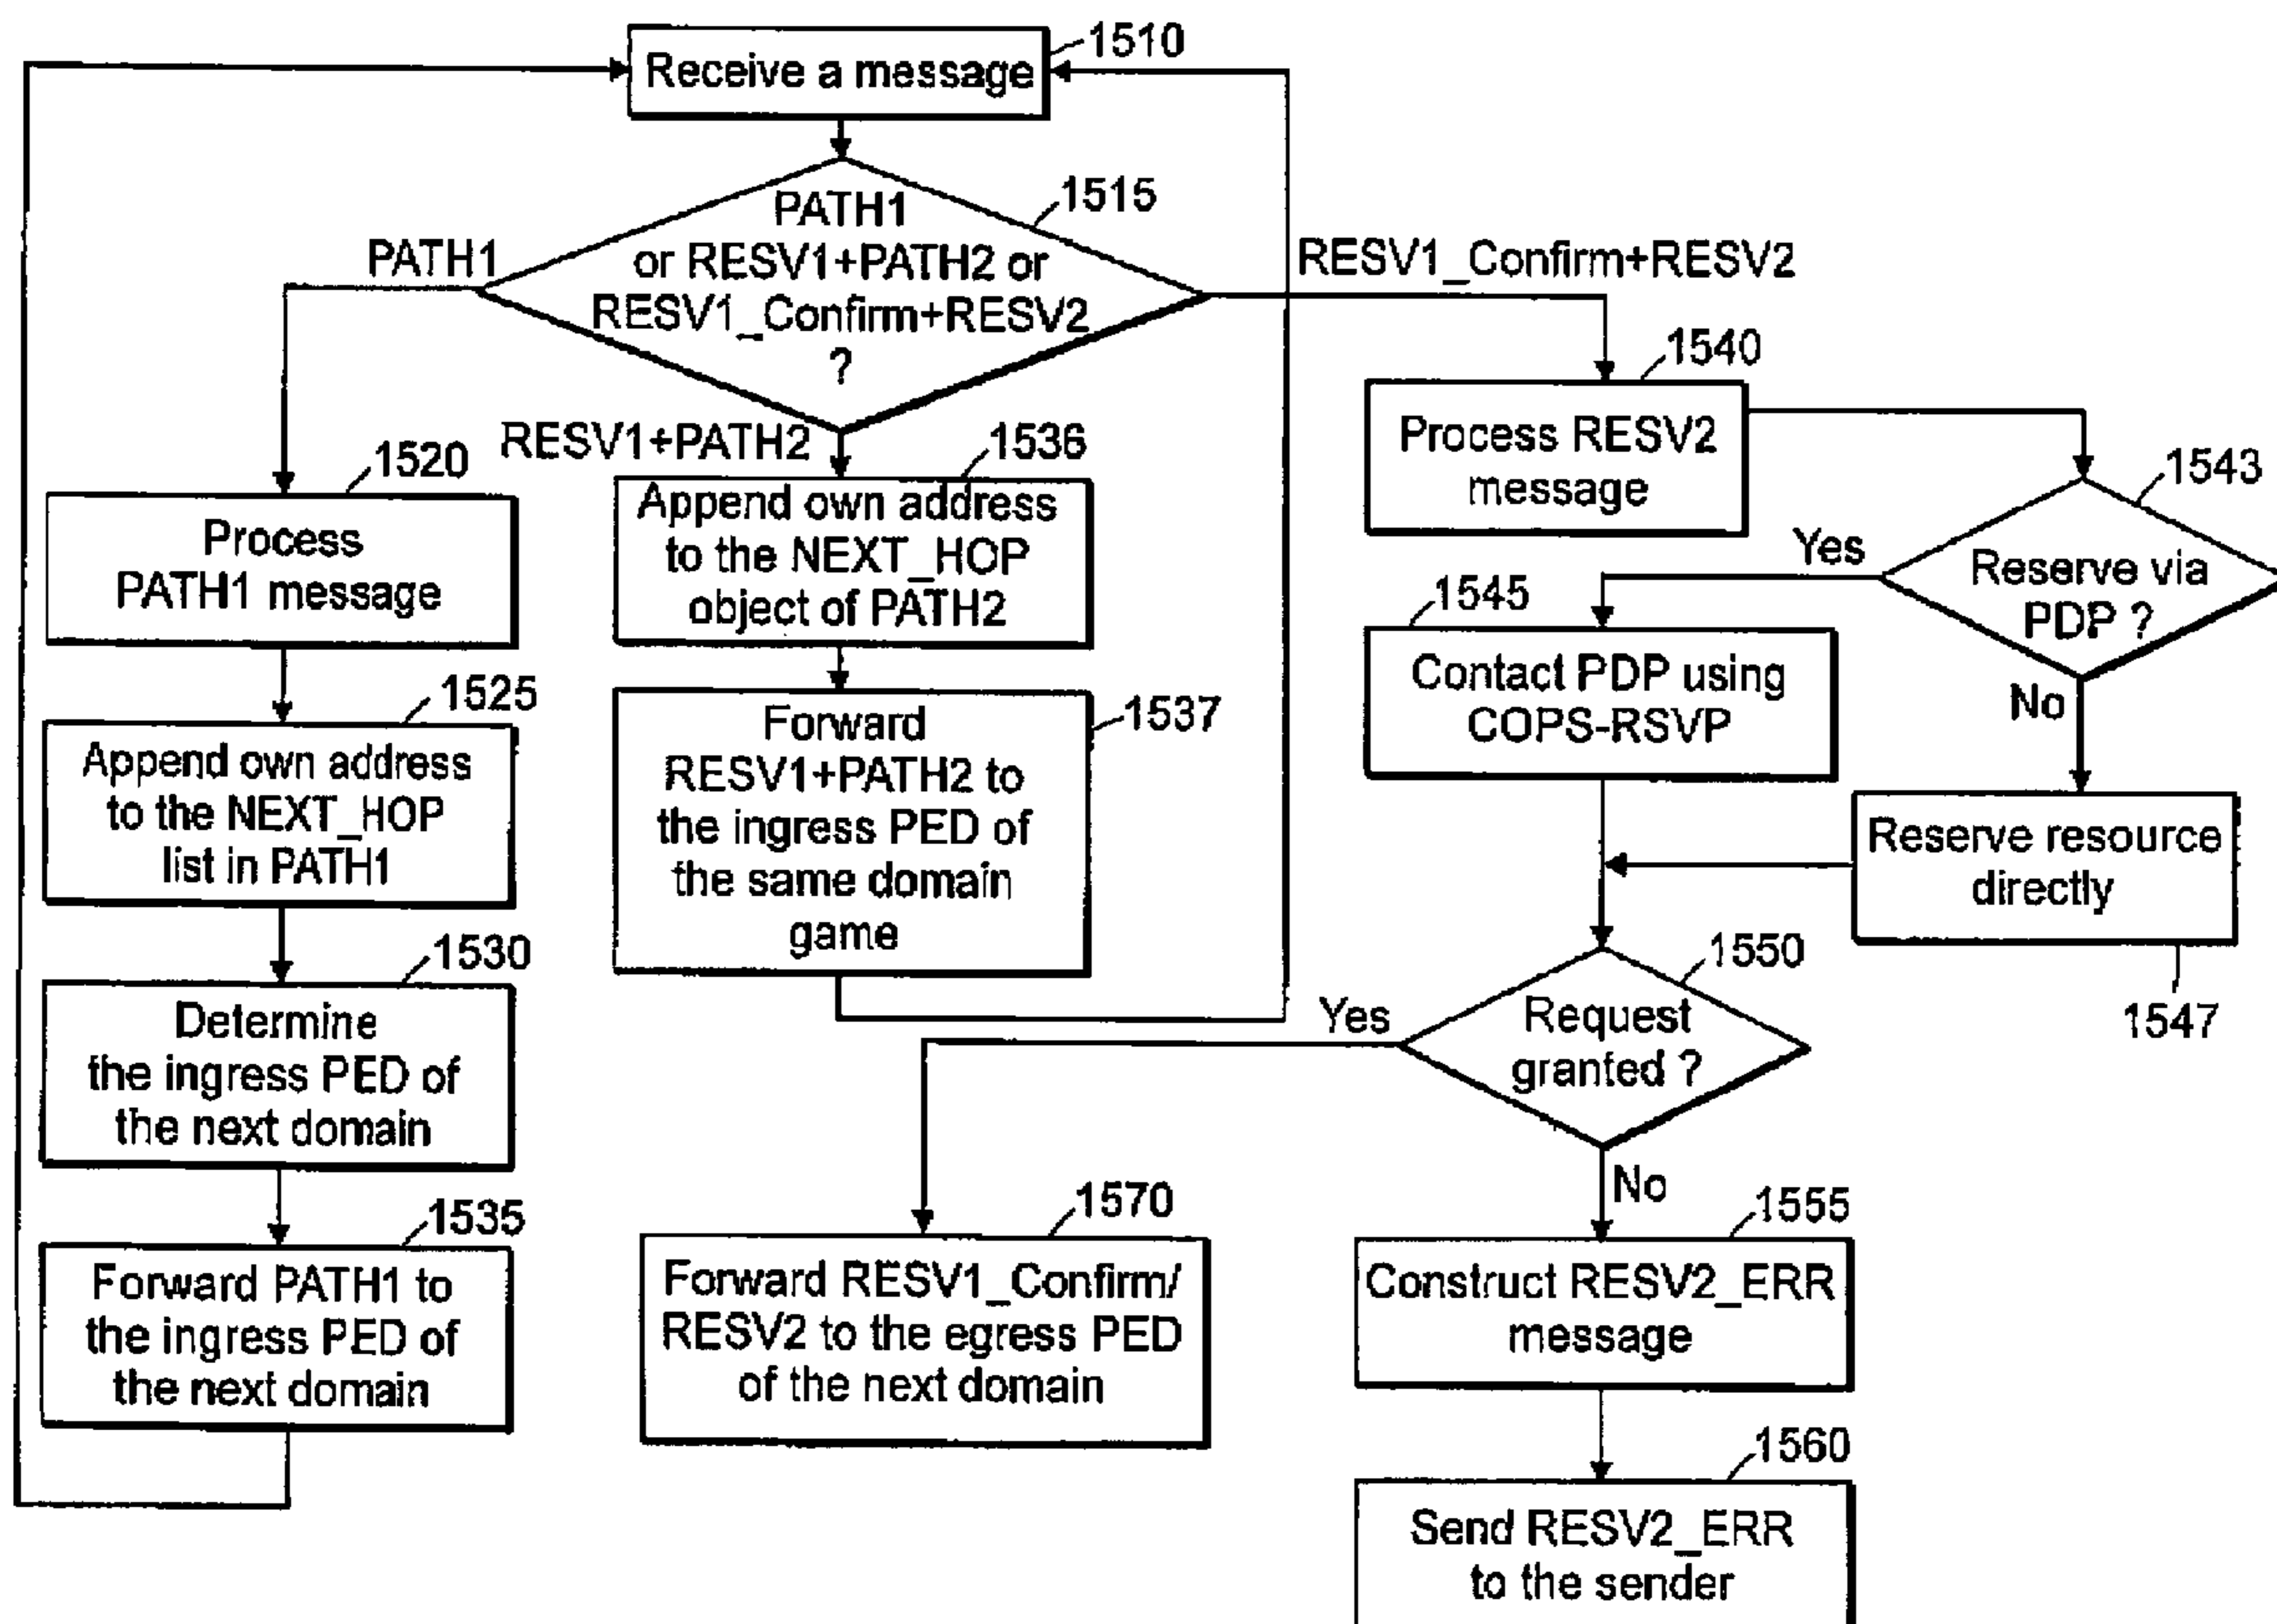 Receive a message
1510
PATH1
or RESV1+PATH2 or
RESV1_Confirm+RESV2
?
1515
PATH1
RESV1+PATH2
RESV1_Confirm+RESV2
1520
Process
PATH1 message
1525
Append own address
to the NEXT_HOP
list in PATH1
1530
Determine
the ingress PED of
the next domain
1535
Forward PATH1 to
the ingress PED of
the next domain
1536
Append own address
to the NEXT_HOP
object of PATH2
1537
Forward
RESV1+PATH2 to
the ingress PED of
the same domain
game
1540
Process RESV2
message
1543
Reserve via
PDP ?
Yes
No
1545
Contact PDP using
COPS-RSVP
Reserve resource
directly
1547
1550
Request
granted ?
Yes
No
1570
Forward RESV1_Confirm/
RESV2 to the egress PED
of the next domain
1555
Construct RESV2_ERR
message
1560
Send RESV2_ERR
to the sender